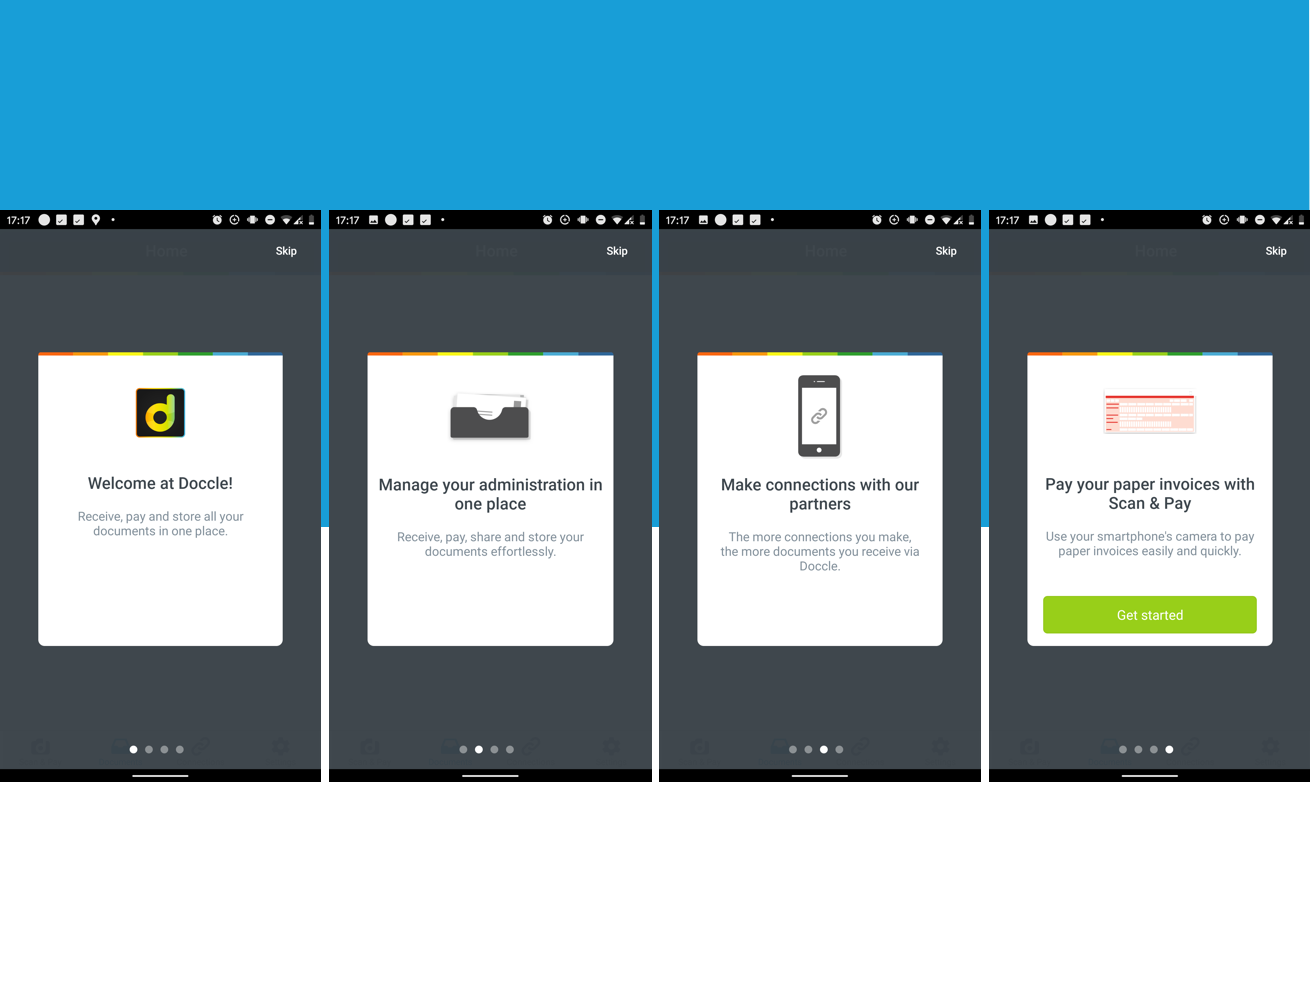 17:17
Home
Skip
Welcome at Doccle!
Receive, pay and store all your
documents in one place.
17:17
Home
Skip
Manage your administration in
one place
Receive, pay, share and store your
documents effortlessly.
17:17
Home
Skip
Make connections with our
partners
The more connections you make,
the more documents you receive via
Doccle.
17:17
Home
Skip
Pay your paper invoices with
Scan & Pay
Use your smartphone's camera to pay
paper invoices easily and quickly.
Get started